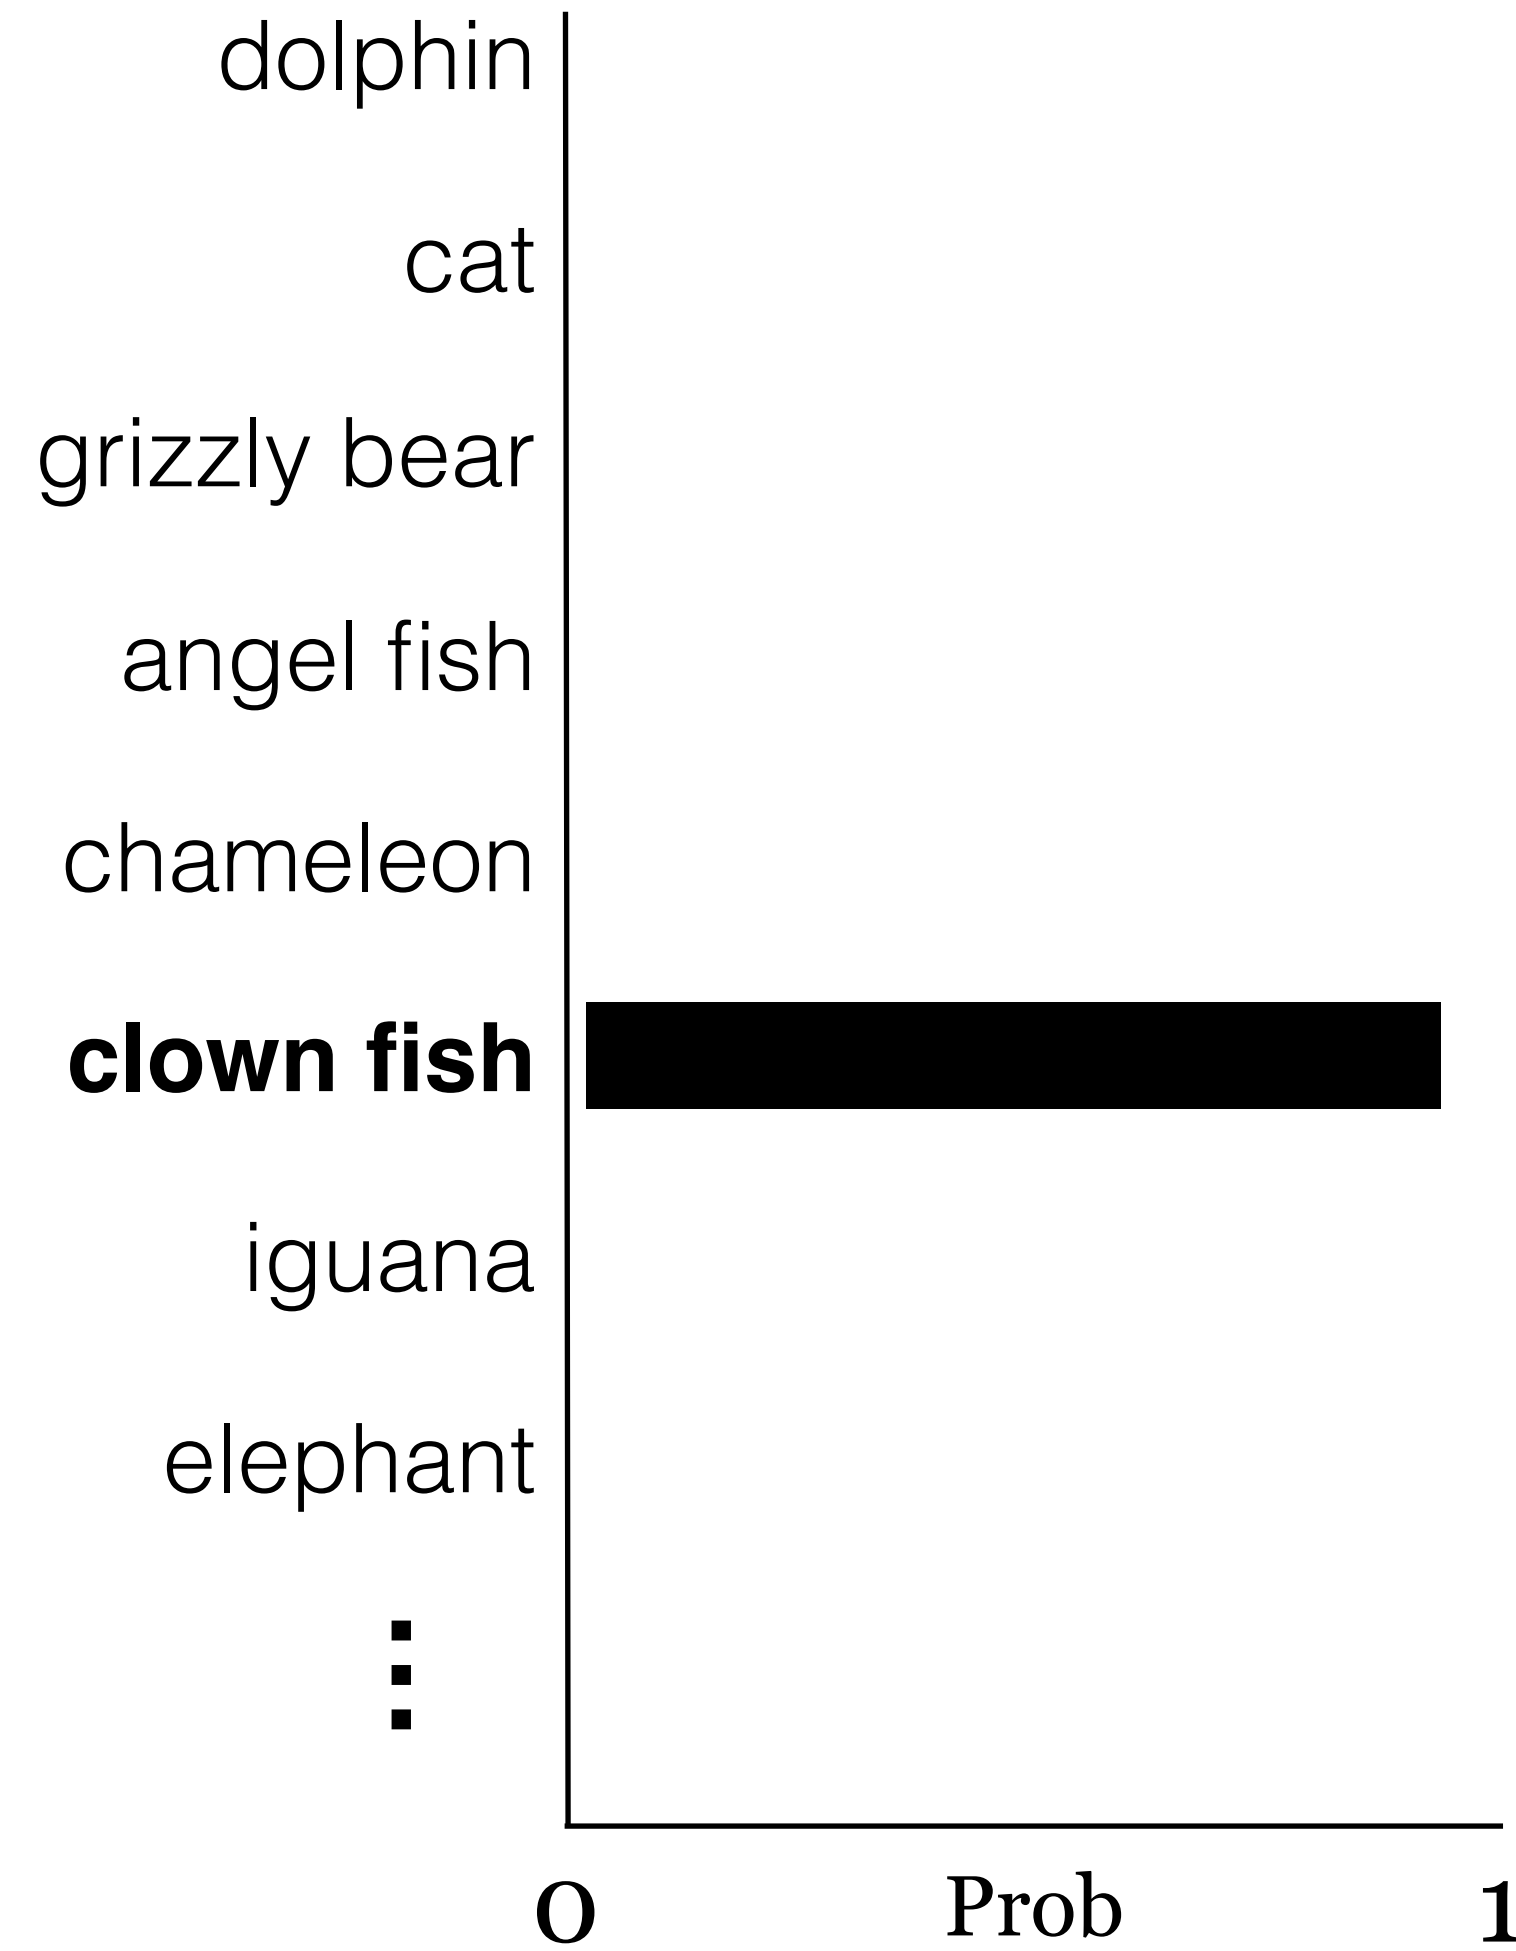 dolphin
cat
grizzly bear
angel fish
chameleon
clown fish
iguana
elephant
⋮
0 Prob 1